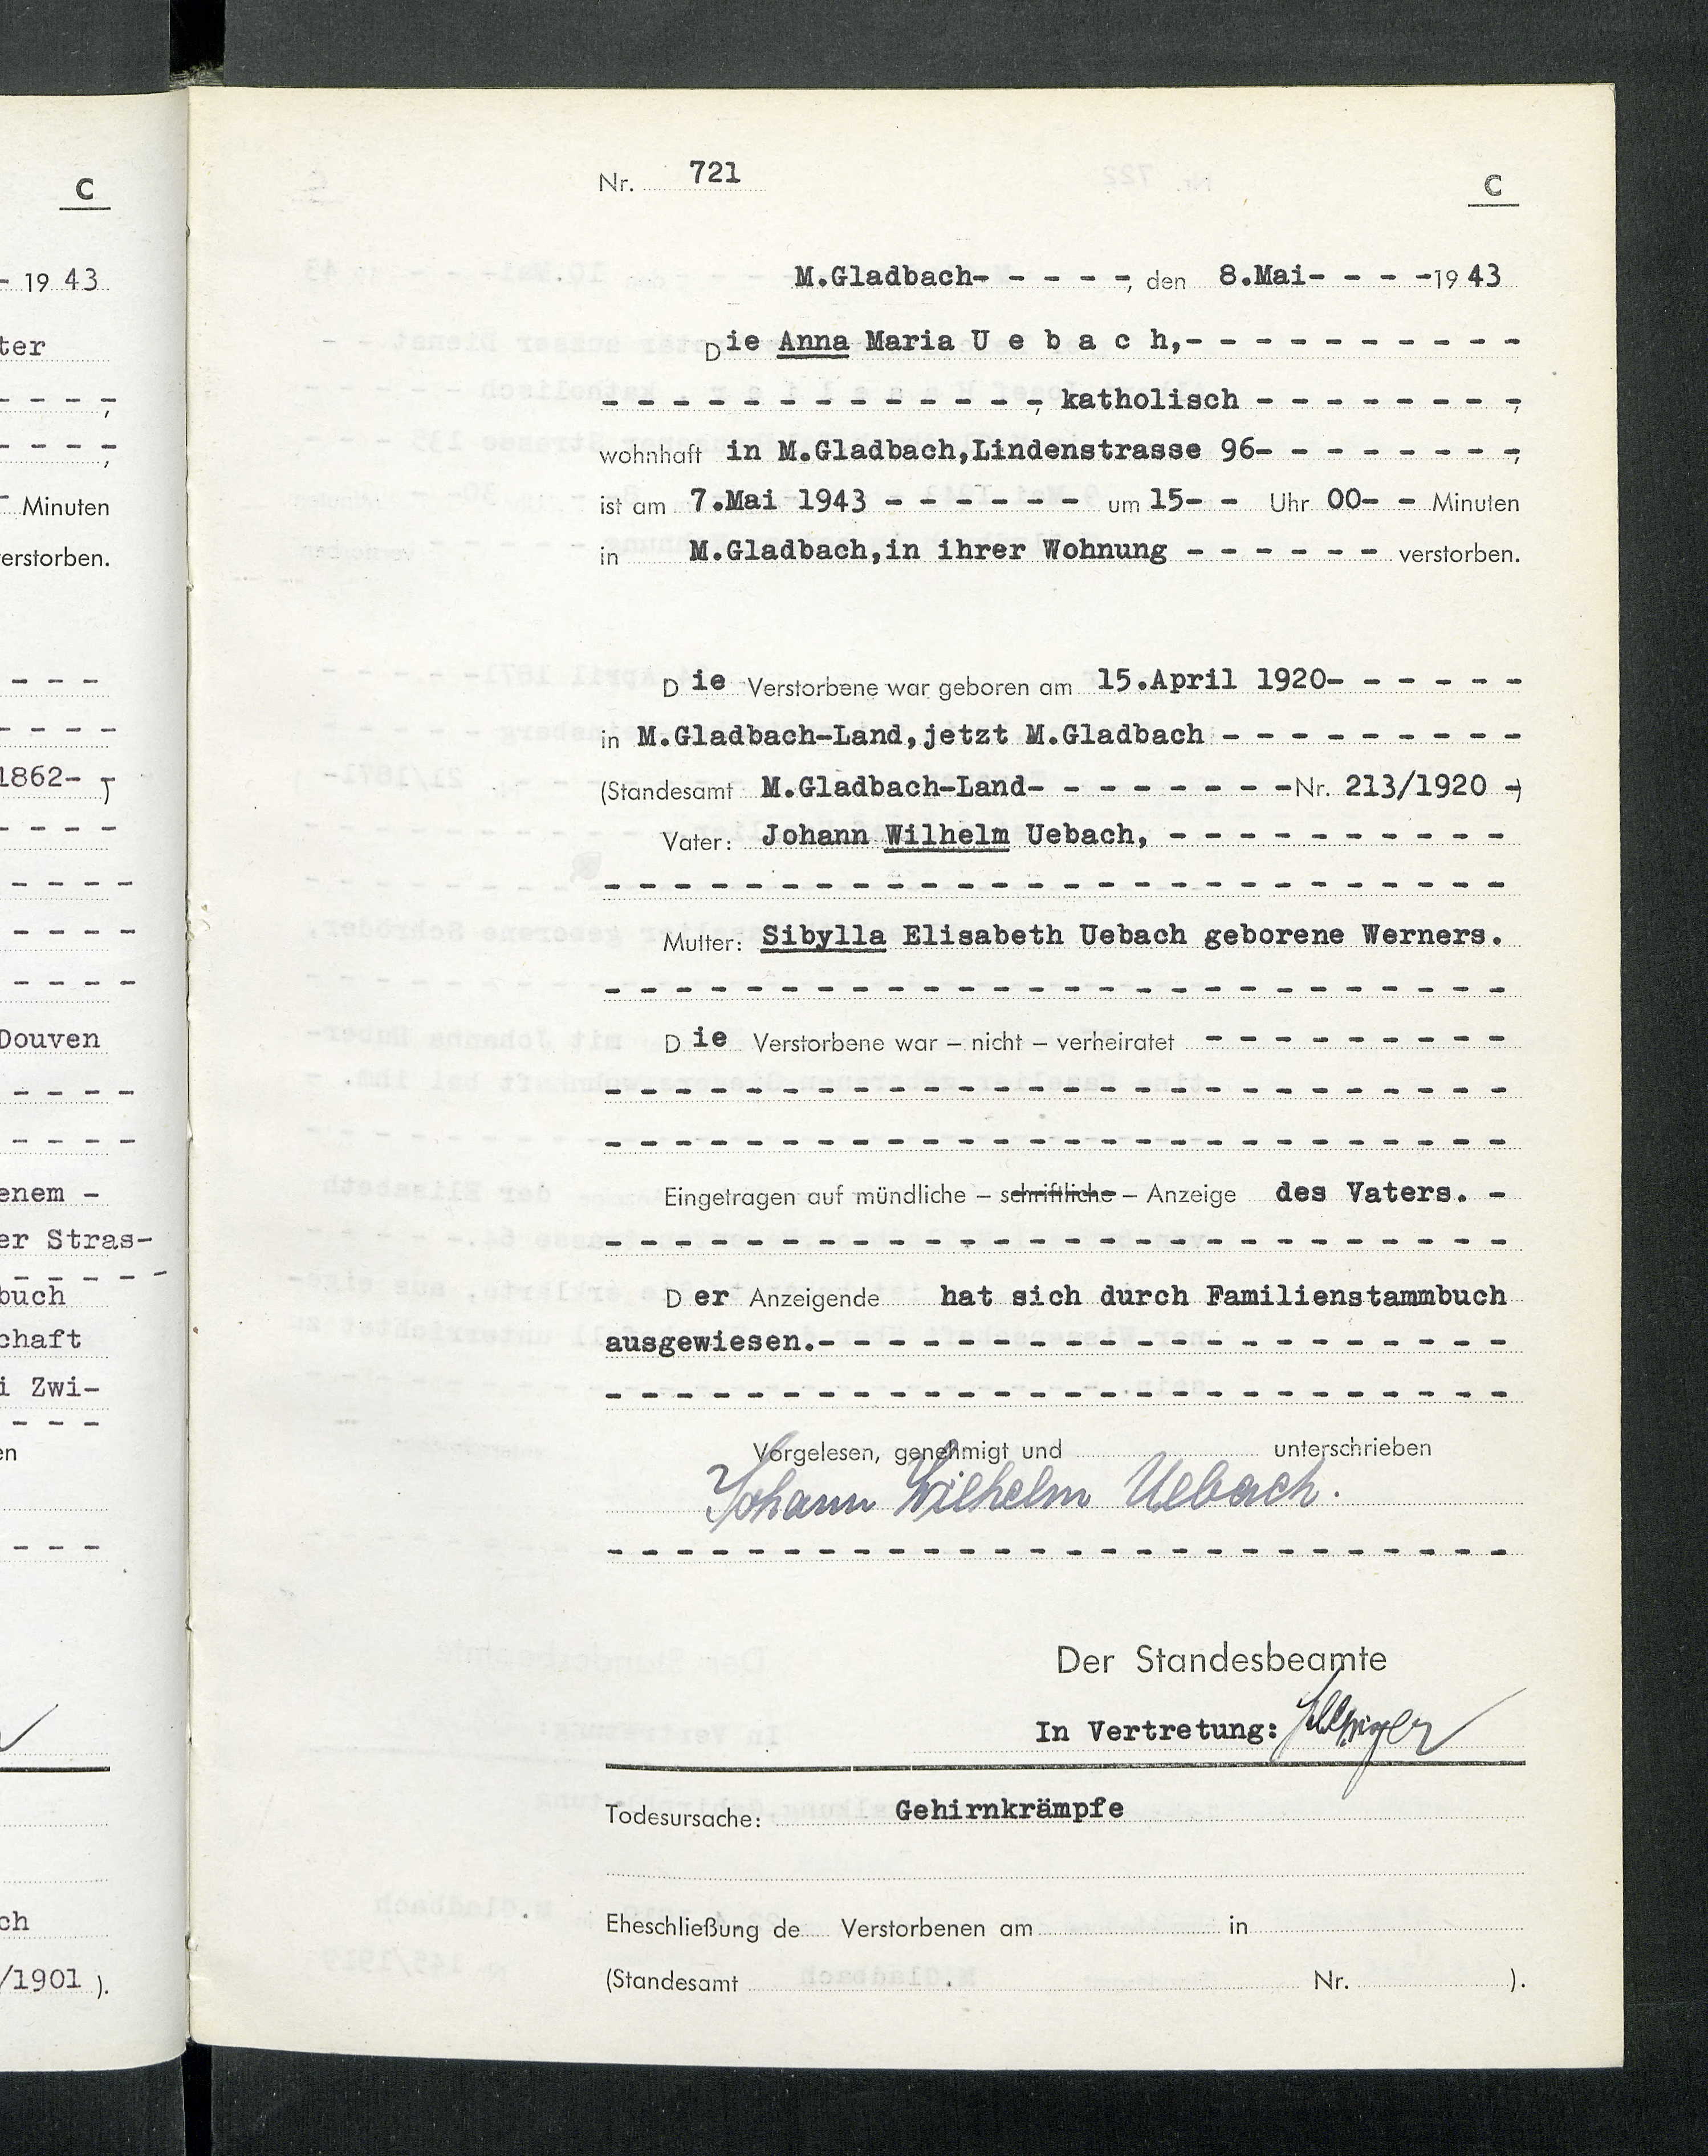 C
- 19 43
ter
Minuten
erstorben.
1862- -)
Douven
enem -
er Stras-
buch
chaft
i Zwi-
en
ch
/1901 ).
Nr. 721
C
M.Gladbach- - - - - -, den 8.Mai- - - -19 43
Die Anna Maria U e b a c h,- - - - - - - - - -
- - - - - - - - - - - - -, katholisch - - - - - - - -,
wohnhaft in M.Gladbach,Lindenstrasse 96- - - - - - - -,
ist am 7.Mai 1943 - - - - - - um 15- - Uhr 00- - Minuten
in M.Gladbach,in ihrer Wohnung - - - - - - verstorben.
Die Verstorbene war geboren am 15.April 1920- - - - - -
in M.Gladbach-Land,jetzt M.Gladbach - - - - - - - - -
(Standesamt M.Gladbach-Land- - - - - - - - -Nr. 213/1920 -)
Vater: Johann Wilhelm Uebach, - - - - - - - - - -
- - - - - - - - - - - - - - - - - - - - - - - - - -
Mutter: Sibylla Elisabeth Uebach geborene Werners.
- - - - - - - - - - - - - - - - - - - - - - - - - -
Die Verstorbene war – nicht – verheiratet - - - - - - - - -
- - - - - - - - - - - - - - - - - - - - - - - - - -
- - - - - - - - - - - - - - - - - - - - - - - - - -
Eingetragen auf mündliche – schriftliche – Anzeige des Vaters. -
- - - - - - - - - - - - - - - - - - - - - - - - - -
Der Anzeigende hat sich durch Familienstammbuch
ausgewiesen.- - - - - - - - - - - - - - - - - - - -
- - - - - - - - - - - - - - - - - - - - - - - - - -
Vorgelesen, genehmigt und unterschrieben
Johann Wilhelm Uebach.
- - - - - - - - - - - - - - - - - - - - - - - - - -
Der Standesbeamte
In Vertretung:
Todesursache: Gehirnkrämpfe
Eheschließung de Verstorbenen am in
(Standesamt Nr. ).